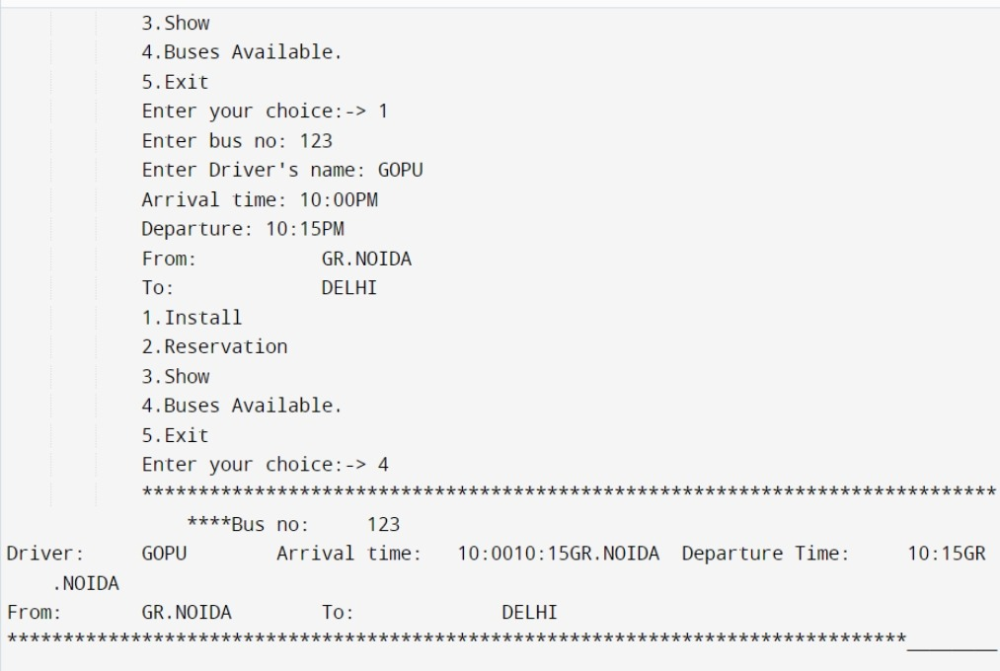 3.Show
4.Buses Available.
5.Exit
Enter your choice:-> 1
Enter bus no: 123
Enter Driver's name: GOPU
Arrival time: 10:00PM
Departure: 10:15PM
From: GR.NOIDA
To: DELHI
1.Install
2.Reservation
3.Show
4.Buses Available.
5.Exit
Enter your choice:-> 4
****************************************************************************
****Bus no: 123
Driver: GOPU Arrival time: 10:0010:15GR.NOIDA Departure Time: 10:15GR
.NOIDA
From: GR.NOIDA To: DELHI
********************************************************************************________